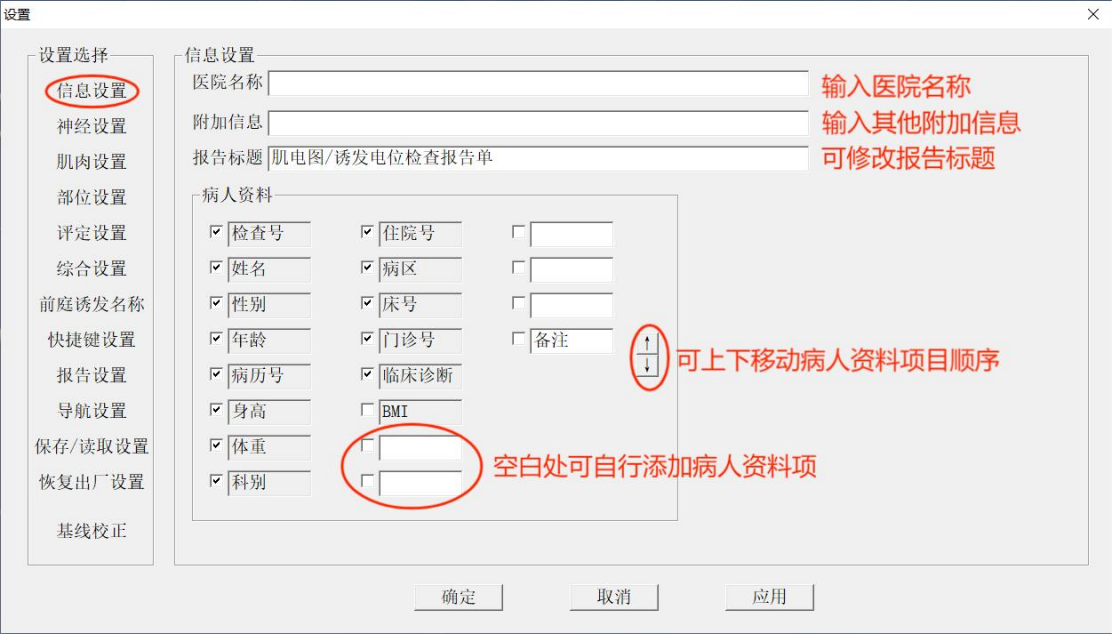 设置
设置选择
信息设置
神经设置
肌肉设置
部位设置
评定设置
综合设置
前庭诱发名称
快捷键设置
报告设置
导航设置
保存/读取设置
恢复出厂设置
基线校正
信息设置
医院名称 输入医院名称
附加信息 输入其他附加信息
报告标题 肌电图/诱发电位检查报告单 可修改报告标题
病人资料
检查号 住院号
姓名 病区
性别 床号
年龄 门诊号 备注
可上下移动病人资料项目顺序
病历号 临床诊断
身高 BMI
体重
空白处可自行添加病人资料项
科别
确定 取消 应用